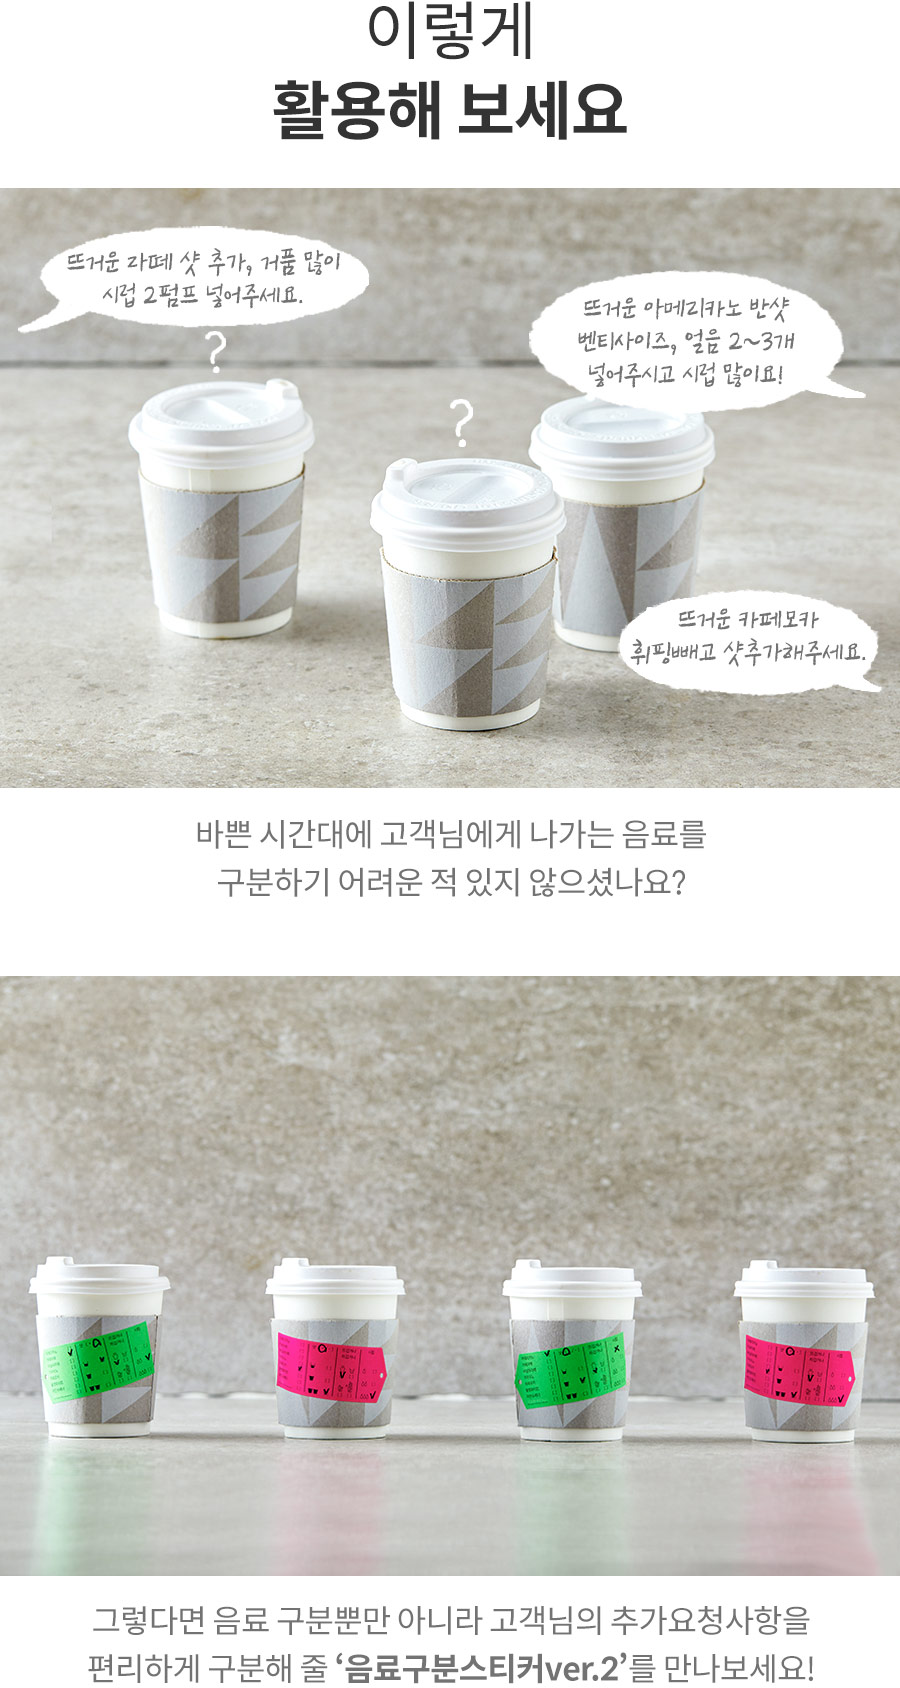 이렇게
활용해 보세요
뜨거운 라떼 샷 추가, 거품 많이
시럽 2펌프 넣어주세요.
?
뜨거운 아메리카노 반샷
벤티사이즈, 얼음 2~3개
넣어주시고 시럽 많이요!
?
뜨거운 카페모카
휘핑빼고 샷추가해주세요.
바쁜 시간대에 고객님에게 나가는 음료를
구분하기 어려운 적 있지 않으셨나요?
그렇다면 음료 구분뿐만 아니라 고객님의 추가요청사항을
편리하게 구분해 줄 ‘음료구분스티커ver.2’를 만나보세요!